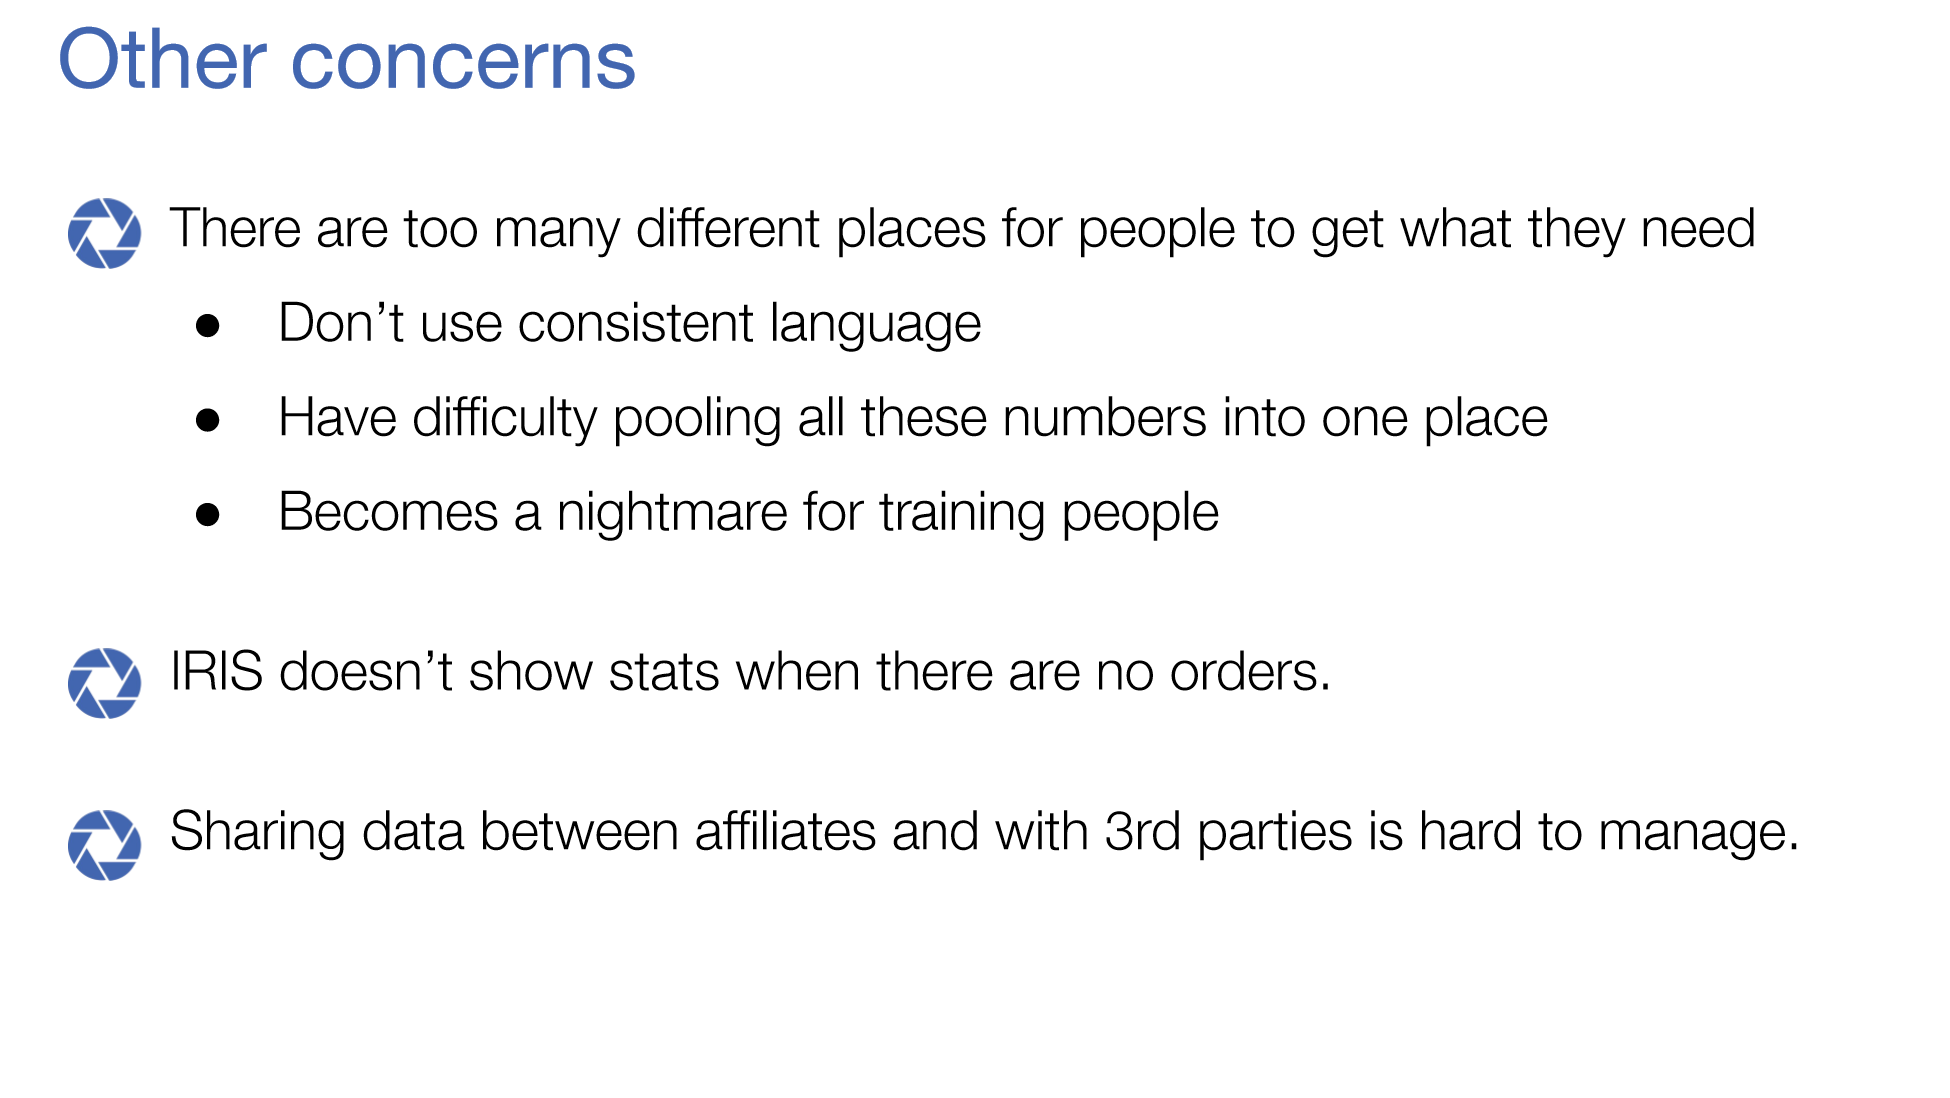 Other concerns
There are too many different places for people to get what they need
● Don’t use consistent language
● Have difficulty pooling all these numbers into one place
● Becomes a nightmare for training people
IRIS doesn’t show stats when there are no orders.
Sharing data between affiliates and with 3rd parties is hard to manage.